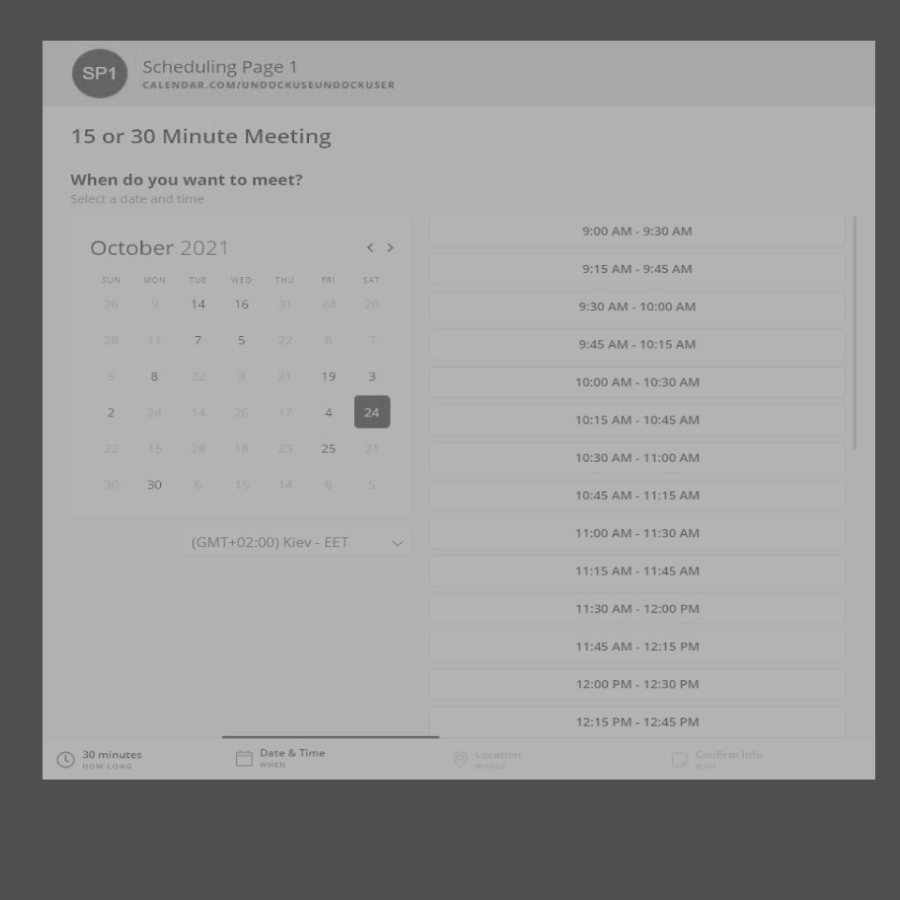 SP1
Scheduling Page 1
CALENDAR.COM/UNDOCKUSEUNDOCKUSER
15 or 30 Minute Meeting
When do you want to meet?
Select a date and time
October 2021 < >
SUN MON TUE WED THU FRI SAT
26 9 14 16 31 24 20
28 11 7 5 22 6 7
5 8 22 3 21 19 3
2 24 14 26 17 4 24
22 15 28 18 23 25 21
30 30 6 15 14 6 5
(GMT+02:00) Kiev - EET
9:00 AM - 9:30 AM
9:15 AM - 9:45 AM
9:30 AM - 10:00 AM
9:45 AM - 10:15 AM
10:00 AM - 10:30 AM
10:15 AM - 10:45 AM
10:30 AM - 11:00 AM
10:45 AM - 11:15 AM
11:00 AM - 11:30 AM
11:15 AM - 11:45 AM
11:30 AM - 12:00 PM
11:45 AM - 12:15 PM
12:00 PM - 12:30 PM
12:15 PM - 12:45 PM
30 minutes
HOW LONG
Date & Time
WHEN
Location
WHERE
Confirm Info
WHO